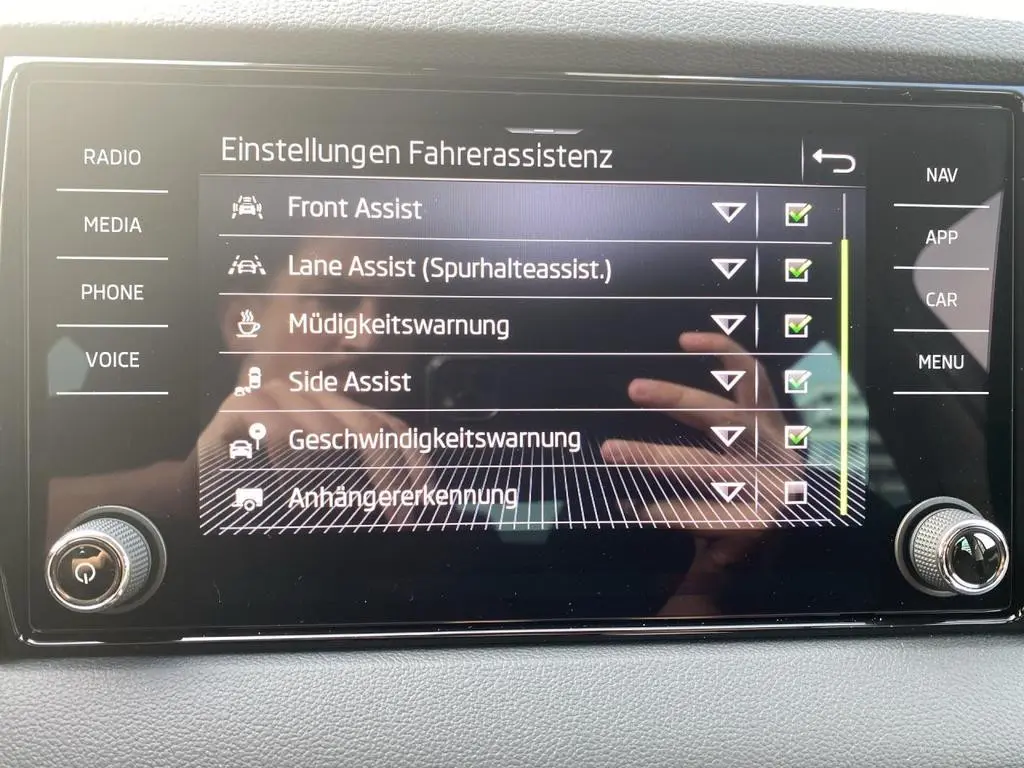 Einstellungen Fahrerassistenz
RADIO
MEDIA
PHONE
VOICE
Front Assist
Lane Assist (Spurhalteassist.)
Müdigkeitswarnung
Side Assist
Geschwindigkeitswarnung
Anhängererkennung
NAV
APP
CAR
MENU